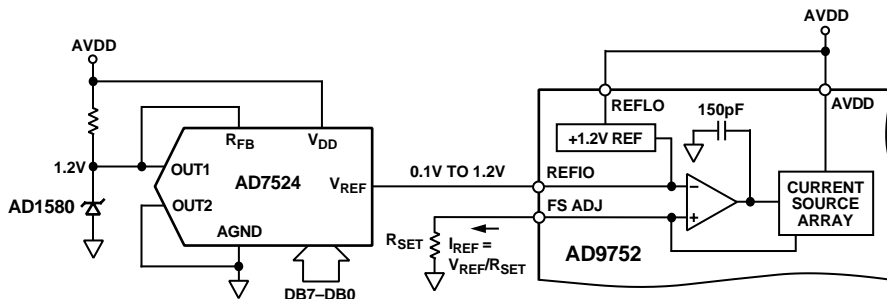 AVDD
AVDD
REFLO
150pF
AVDD
RFB
VDD
+1.2V REF
1.2V
OUT1
AD7524
VREF
0.1V TO 1.2V
REFIO
–
AD1580
OUT2
FS ADJ
+
CURRENT
SOURCE
ARRAY
AGND
RSET
IREF =
VREF/RSET
AD9752
DB7–DB0